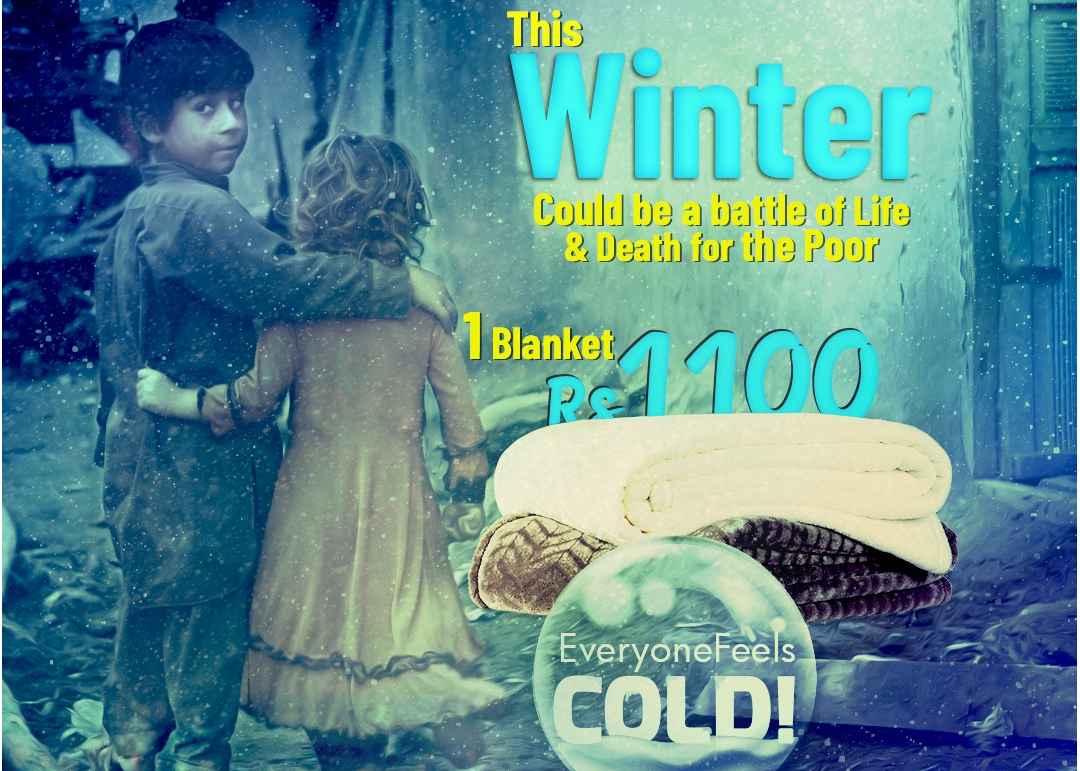 This
Winter
Could be a battle of Life
& Death for the Poor
1 Blanket
Rs 1100
EveryoneFeels
COLD!